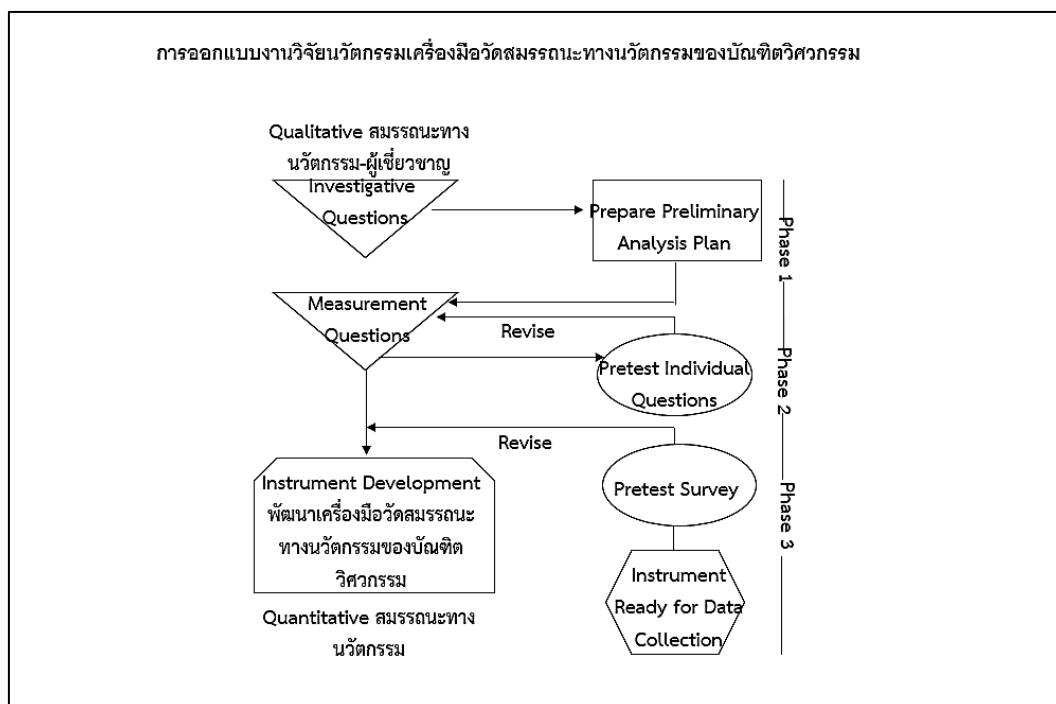 การออกแบบงานวิจัยนวัตกรรมเครื่องมือวัดสมรรถนะทางนวัตกรรมของบัณฑิตวิศวกรรม
Qualitative สมรรถนะทาง
นวัตกรรม-ผู้เชี่ยวชาญ
Investigative
Questions
Prepare Preliminary
Analysis Plan
Phase 1
Measurement
Questions
Revise
Pretest Individual
Questions
Phase 2
Revise
Instrument Development
พัฒนาเครื่องมือวัดสมรรถนะ
ทางนวัตกรรมของบัณฑิต
วิศวกรรม
Pretest Survey
Phase 3
Instrument
Ready for Data
Collection
Quantitative สมรรถนะทาง
นวัตกรรม